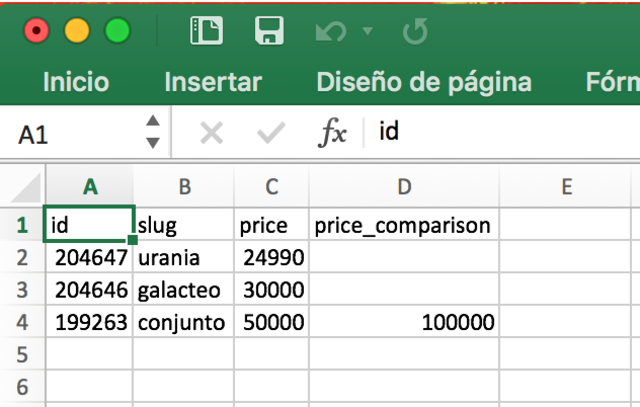 Inicio Insertar Diseño de página Fórm
A1 fx id
A B C D E
1 id slug price price_comparison
2 204647 urania 24990
3 204646 galacteo 30000
4 199263 conjunto 50000 100000
5
6